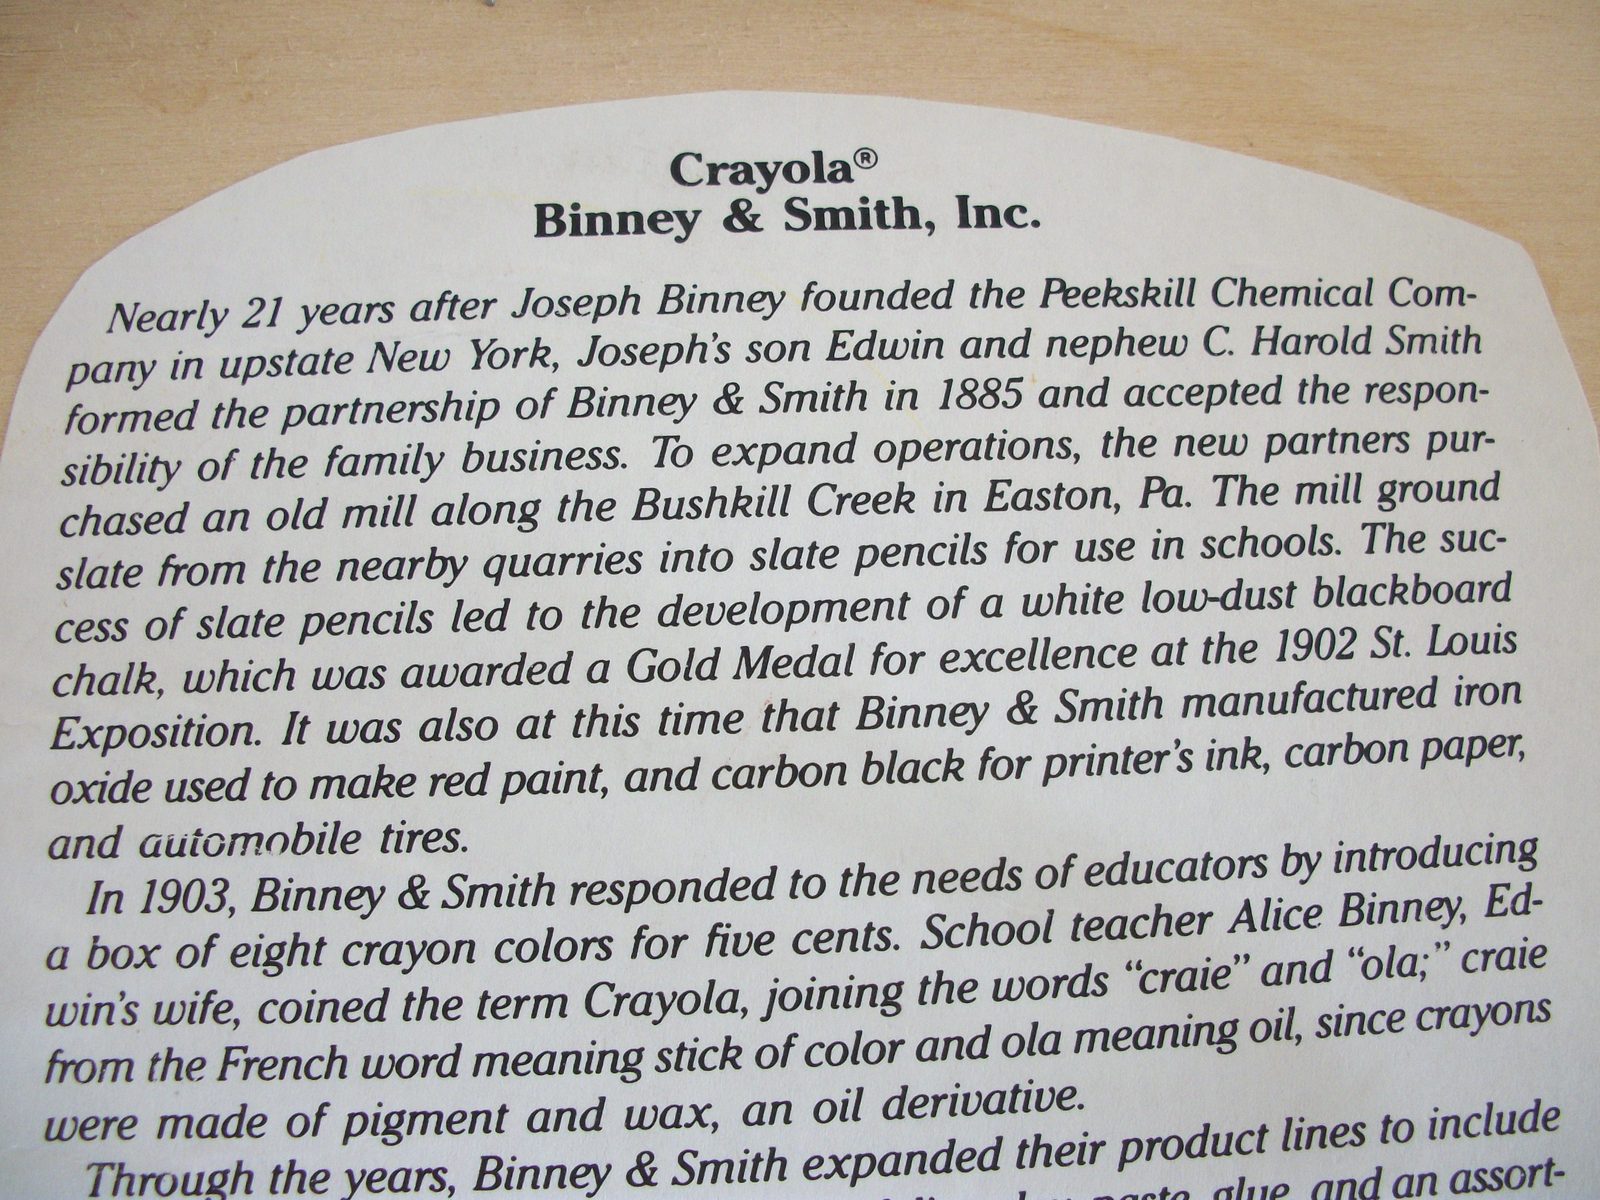 Crayola®
Binney & Smith, Inc.
Nearly 21 years after Joseph Binney founded the Peekskill Chemical Com-
pany in upstate New York, Joseph's son Edwin and nephew C. Harold Smith
formed the partnership of Binney & Smith in 1885 and accepted the respon-
sibility of the family business. To expand operations, the new partners pur-
chased an old mill along the Bushkill Creek in Easton, Pa. The mill ground
slate from the nearby quarries into slate pencils for use in schools. The suc-
cess of slate pencils led to the development of a white low-dust blackboard
chalk, which was awarded a Gold Medal for excellence at the 1902 St. Louis
Exposition. It was also at this time that Binney & Smith manufactured iron
oxide used to make red paint, and carbon black for printer's ink, carbon paper,
and automobile tires.
In 1903, Binney & Smith responded to the needs of educators by introducing
a box of eight crayon colors for five cents. School teacher Alice Binney, Ed-
win's wife, coined the term Crayola, joining the words “craie” and “ola;” craie
from the French word meaning stick of color and ola meaning oil, since crayons
were made of pigment and wax, an oil derivative.
Through the years, Binney & Smith expanded their product lines to include
paste, glue, and an assort-